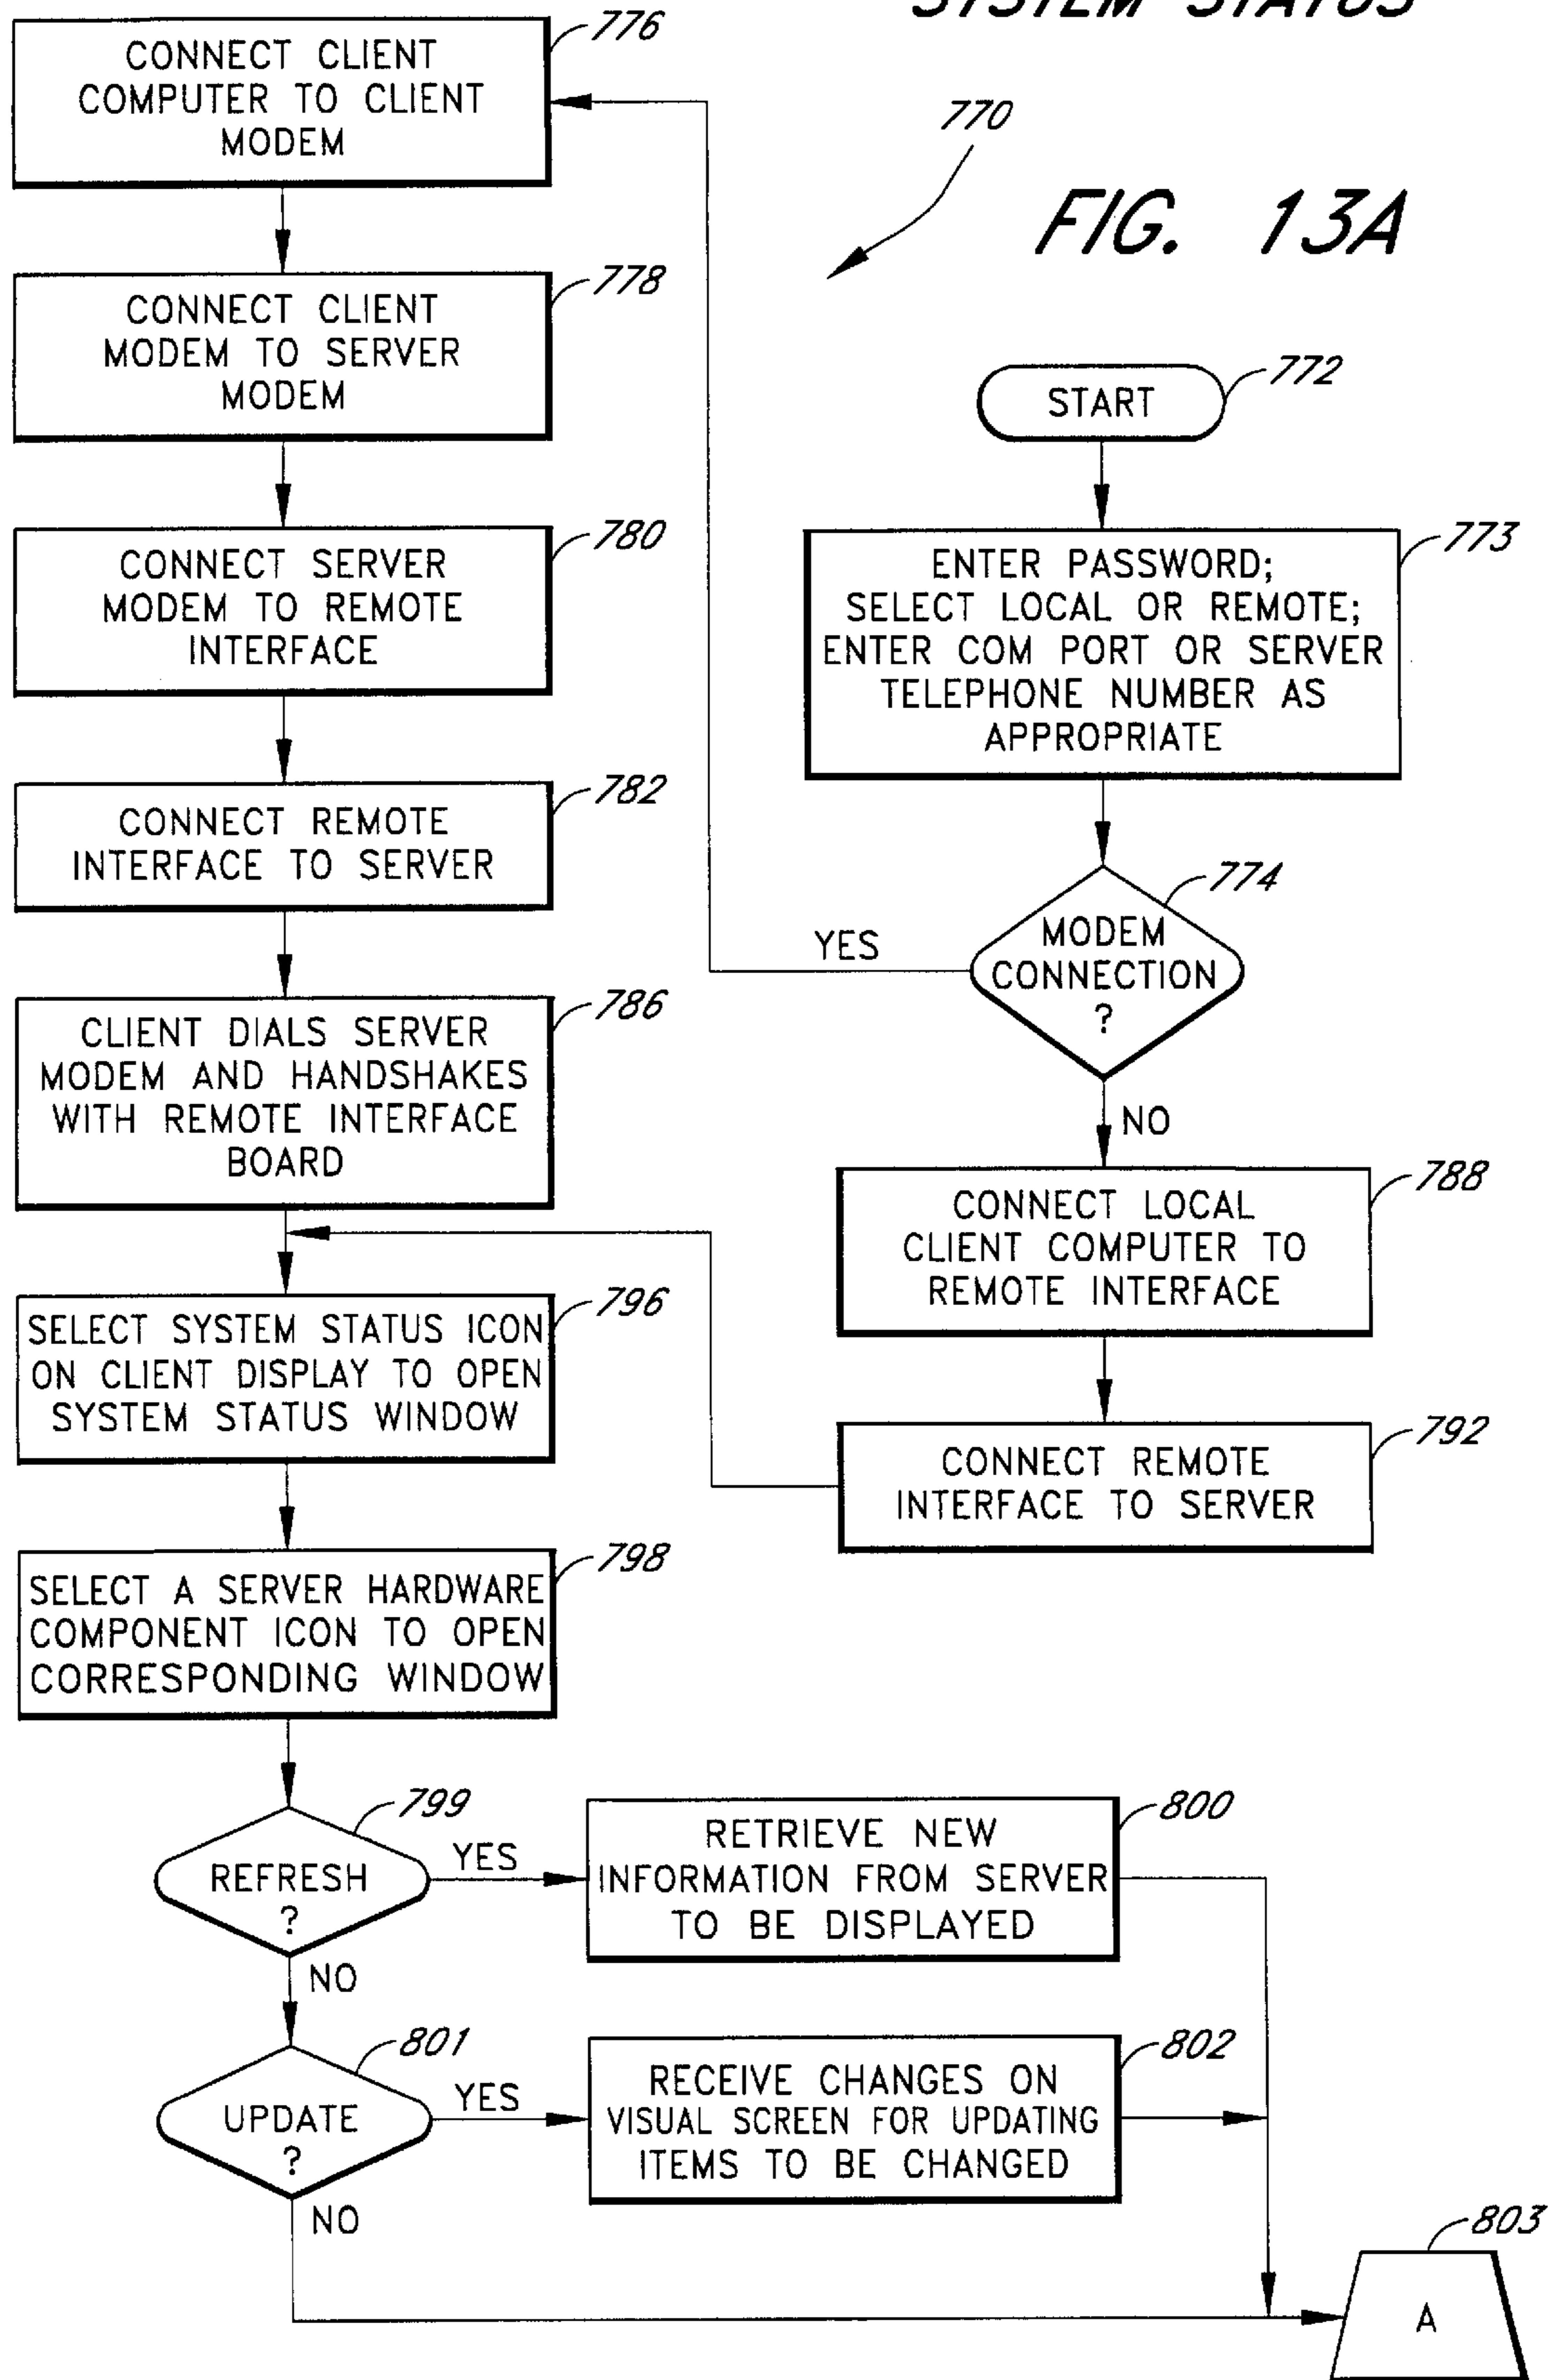 SYSTEM STATUS
FIG. 13A
770
772
START
773
ENTER PASSWORD;
SELECT LOCAL OR REMOTE;
ENTER COM PORT OR SERVER
TELEPHONE NUMBER AS
APPROPRIATE
774
MODEM
CONNECTION
?
YES
NO
776
CONNECT CLIENT
COMPUTER TO CLIENT
MODEM
778
CONNECT CLIENT
MODEM TO SERVER
MODEM
780
CONNECT SERVER
MODEM TO REMOTE
INTERFACE
782
CONNECT REMOTE
INTERFACE TO SERVER
786
CLIENT DIALS SERVER
MODEM AND HANDSHAKES
WITH REMOTE INTERFACE
BOARD
788
CONNECT LOCAL
CLIENT COMPUTER TO
REMOTE INTERFACE
792
CONNECT REMOTE
INTERFACE TO SERVER
796
SELECT SYSTEM STATUS ICON
ON CLIENT DISPLAY TO OPEN
SYSTEM STATUS WINDOW
798
SELECT A SERVER HARDWARE
COMPONENT ICON TO OPEN
CORRESPONDING WINDOW
799
REFRESH
?
YES
NO
800
RETRIEVE NEW
INFORMATION FROM SERVER
TO BE DISPLAYED
801
UPDATE
?
YES
NO
802
RECEIVE CHANGES ON
VISUAL SCREEN FOR UPDATING
ITEMS TO BE CHANGED
803
A